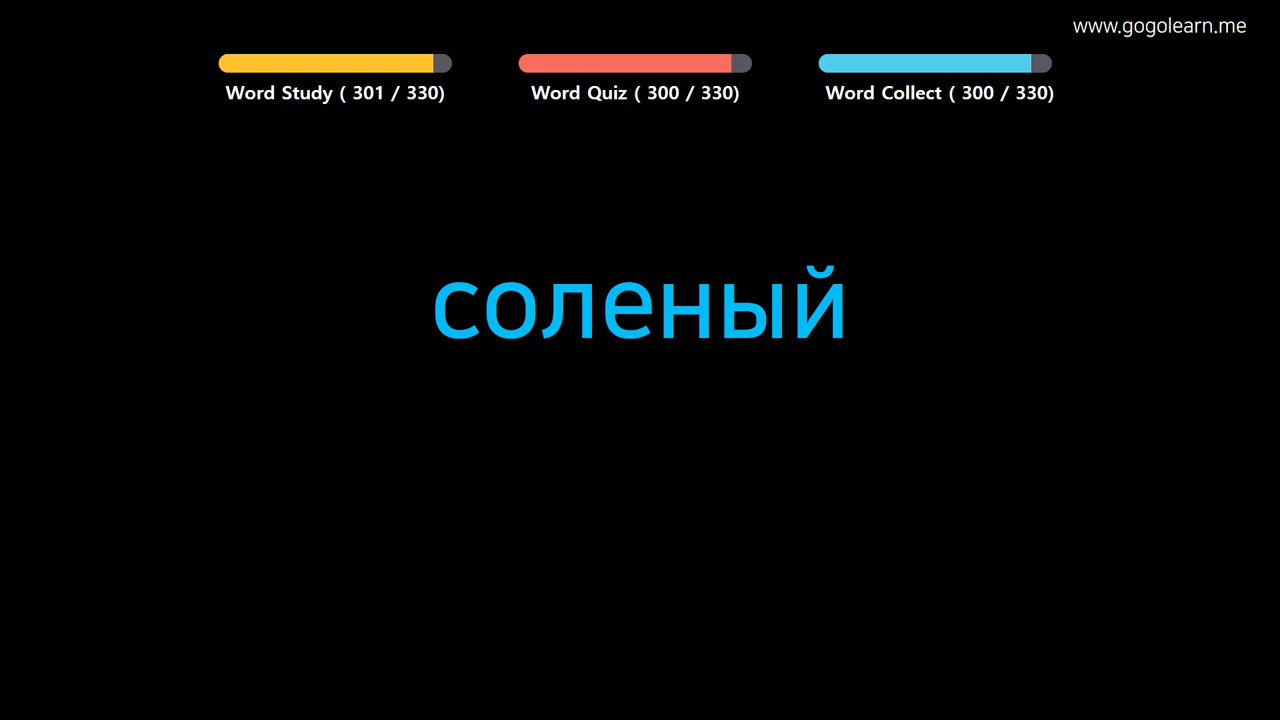 www.gogolearn.me
Word Study ( 301 / 330)
Word Quiz ( 300 / 330)
Word Collect ( 300 / 330)
соленый